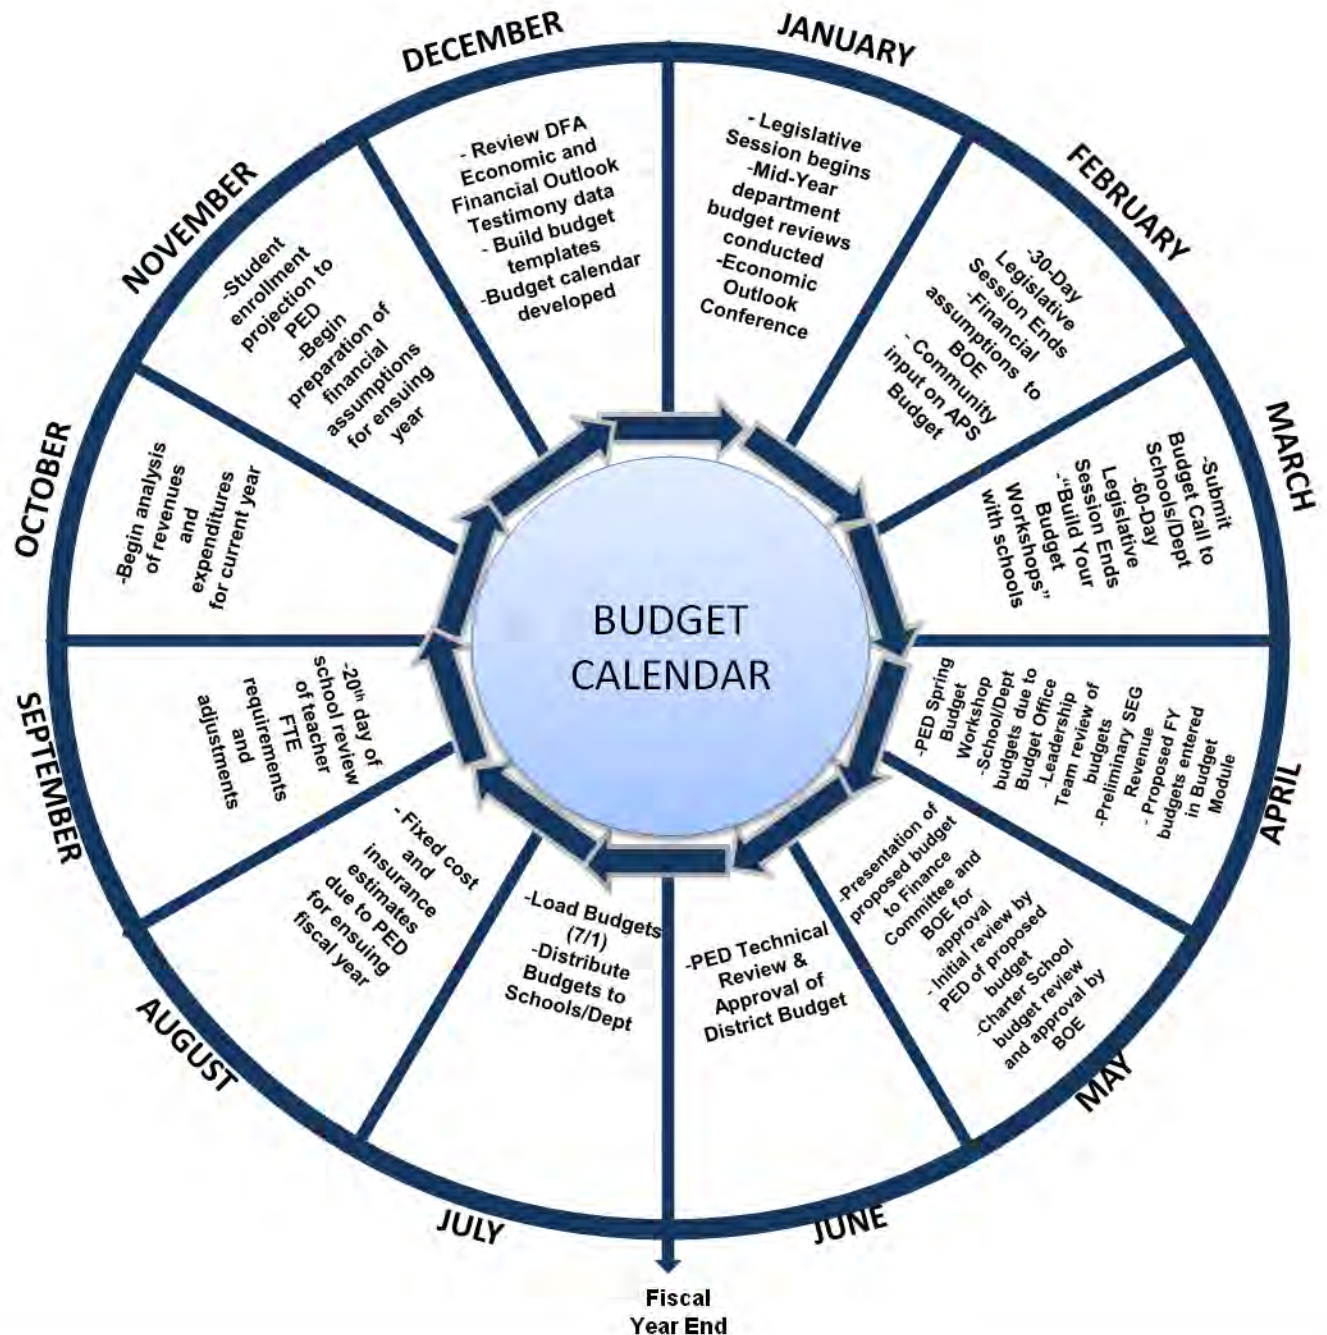 BUDGET
CALENDAR
JANUARY
- Legislative
Session begins
-Mid-Year
department
budget reviews
conducted
-Economic
Outlook
Conference
FEBRUARY
-30-Day
Legislative
Session Ends
-Financial
assumptions to
BOE
- Community
input on APS
Budget
MARCH
-Submit
Budget Call to
Schools/Dept
-60-Day
Legislative
Session Ends
-“Build Your
Budget
Workshops”
with schools
APRIL
-PED Spring
Budget
Workshop
-School/Dept
budgets due to
Budget Office
-Leadership
Team review of
budgets
-Preliminary SEG
Revenue
- Proposed FY
budgets entered
in Budget
Module
MAY
-Presentation of
proposed budget
to Finance
Committee and
BOE for
approval
- Initial review by
PED of proposed
budget
-Charter School
budget review
and approval by
BOE
JUNE
-PED Technical
Review &
Approval of
District Budget
Fiscal
Year End
JULY
-Load Budgets
(7/1)
-Distribute
Budgets to
Schools/Dept
AUGUST
- Fixed cost
and
insurance
estimates
due to PED
for ensuing
fiscal year
SEPTEMBER
-20th day of
school review
of teacher
FTE
requirements
and
adjustments
OCTOBER
-Begin analysis
of revenues
and
expenditures
for current year
NOVEMBER
-Student
enrollment
projection to
PED
-Begin
preparation of
financial
assumptions
for ensuing
year
DECEMBER
- Review DFA
Economic and
Financial Outlook
Testimony data
- Build budget
templates
-Budget calendar
developed